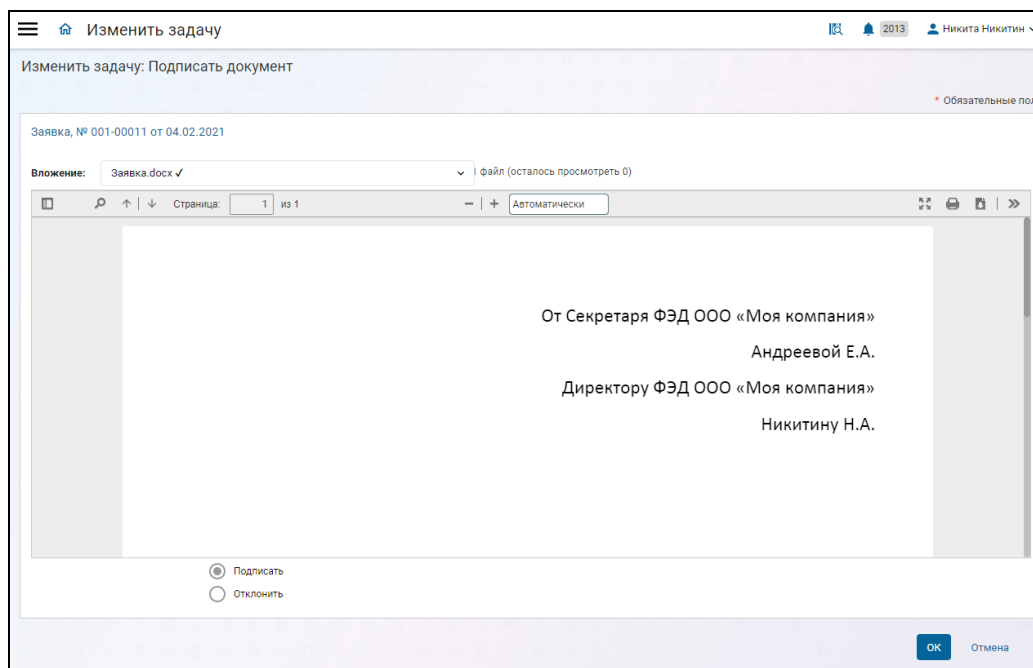 Изменить задачу
2013
Никита Никитин
Изменить задачу: Подписать документ
* Обязательные пол
Заявка, № 001-00011 от 04.02.2021
Вложение: Заявка.docx ✓ 1 файл (осталось просмотреть 0)
Страница: 1 из 1 Автоматически
От Секретаря ФЭД ООО «Моя компания»
Андреевой Е.А.
Директору ФЭД ООО «Моя компания»
Никитину Н.А.
Подписать
Отклонить
ОК Отмена